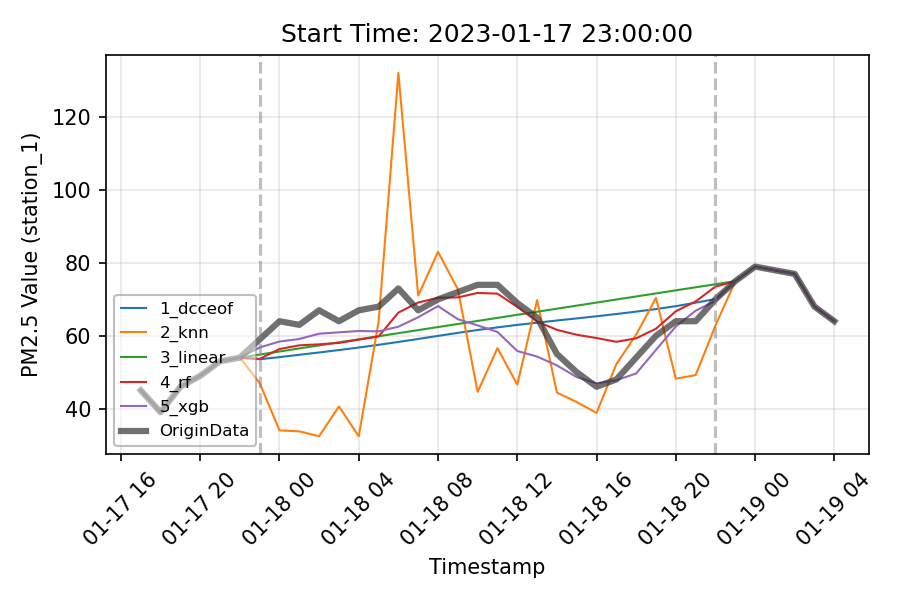 Start Time: 2023-01-17 23:00:00
PM2.5 Value (station_1)
120
100
80
60
40
1_dcceof
2_knn
3_linear
4_rf
5_xgb
OriginData
01-17 16
01-17 20
01-18 00
01-18 04
01-18 08
01-18 12
01-18 16
01-18 20
01-19 00
01-19 04
Timestamp